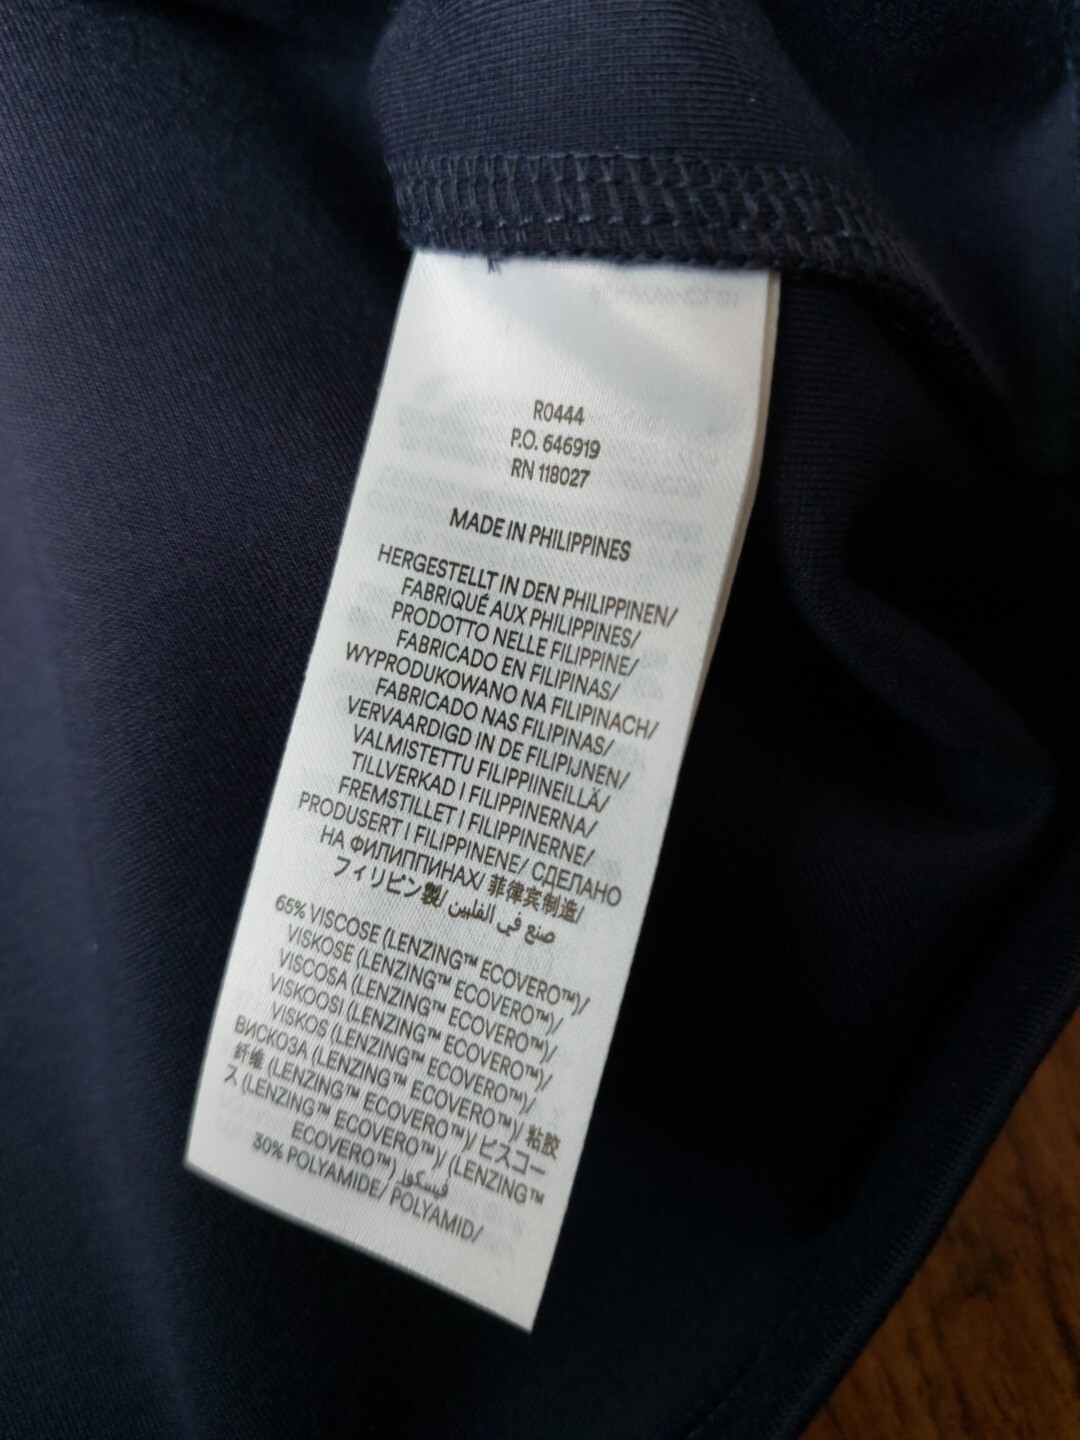 R0444
P.O. 646919
RN 118027
MADE IN PHILIPPINES
HERGESTELLT IN DEN PHILIPPINEN/
FABRIQUÉ AUX PHILIPPINES/
PRODOTTO NELLE FILIPPINE/
FABRICADO EN FILIPINAS/
WYPRODUKOWANO NA FILIPINACH/
FABRICADO NAS FILIPINAS/
VERVAARDIGD IN DE FILIPIJNEN/
VALMISTETTU FILIPPIINEILLÄ/
TILLVERKAD I FILIPPINERNA/
FREMSTILLET I FILIPPINERNE/
PRODUSERT I FILIPPINENE/ СДЕЛАНО
НА ФИЛИППИНАХ/ 菲律宾制造/
フィリピン製/ صنع في الفلبين
65% VISCOSE (LENZING™ ECOVERO™)/
VISKOSE (LENZING™ ECOVERO™)/
VISCOSA (LENZING™ ECOVERO™)/
VISKOOSI (LENZING™ ECOVERO™)/
VISKOS (LENZING™ ECOVERO™)/
ВИСКОЗА (LENZING™ ECOVERO™)/ 粘胶
纤维 (LENZING™ ECOVERO™)/ ビスコー
ス (LENZING™ ECOVERO™)/ (LENZING™
ECOVERO™) فيسكوز
30% POLYAMIDE/ POLYAMID/